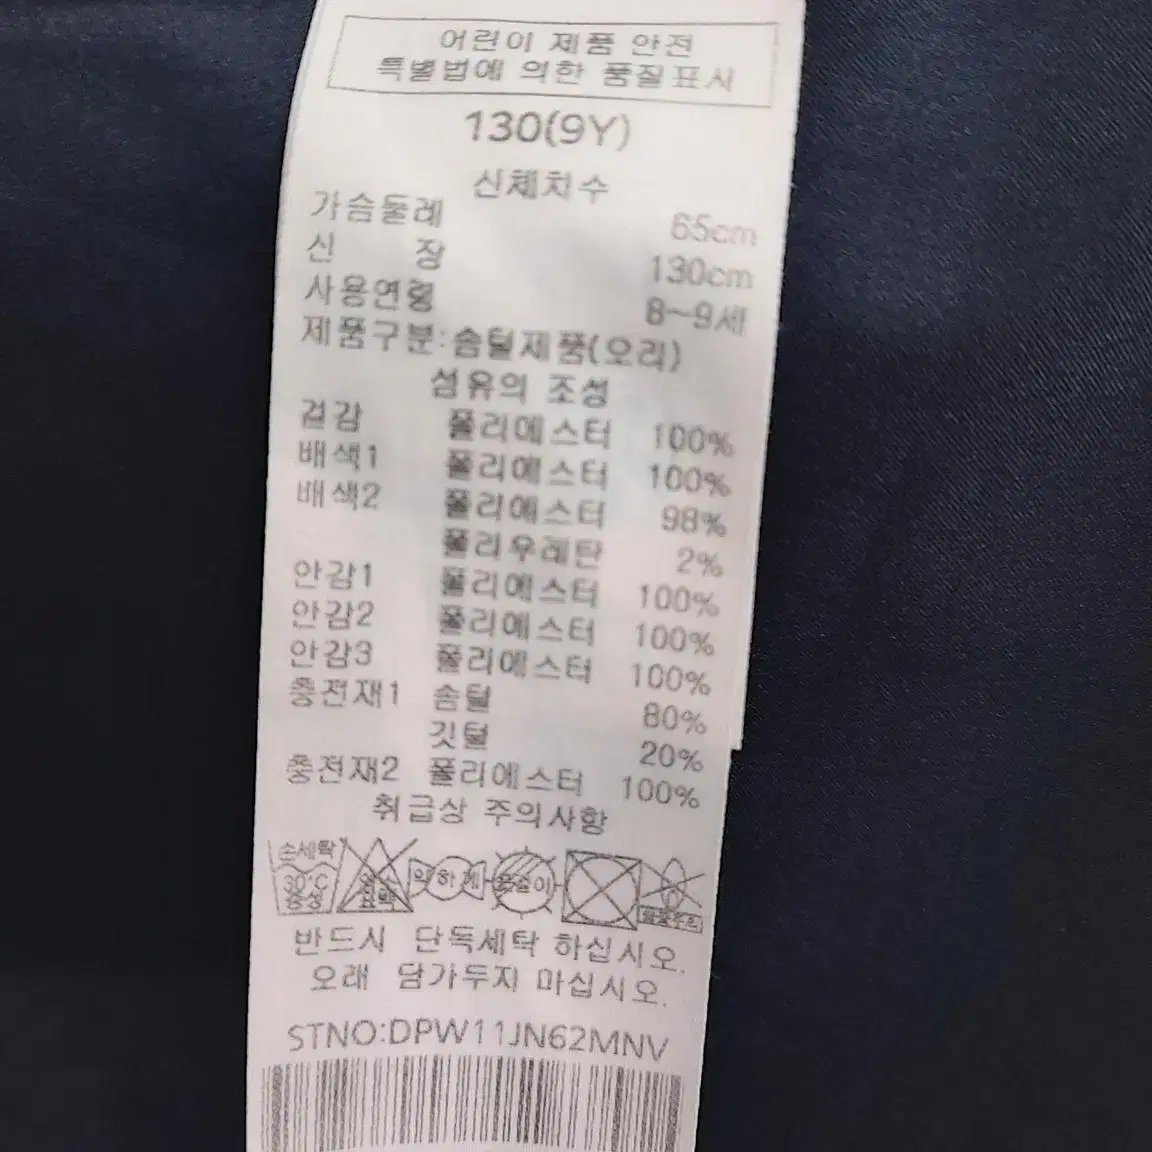 어린이 제품 안전
특별법에 의한 품질표시
130(9Y)
신체치수
가슴둘레 65cm
신 장 130cm
사용연령 8~9세
제품구분:솜털제품(오리)
섬유의 조성
겉감 폴리에스터 100%
배색1 폴리에스터 100%
배색2 폴리에스터 98%
폴리우레탄 2%
안감1 폴리에스터 100%
안감2 폴리에스터 100%
안감3 폴리에스터 100%
충전재1 솜털 80%
깃털 20%
충전재2 폴리에스터 100%
취급상 주의사항
손세탁 30℃ 중성 염소 표백 약하게 옷걸이
반드시 단독세탁 하십시오.
오래 담가두지 마십시오.
STNO:DPW11JN62MNV